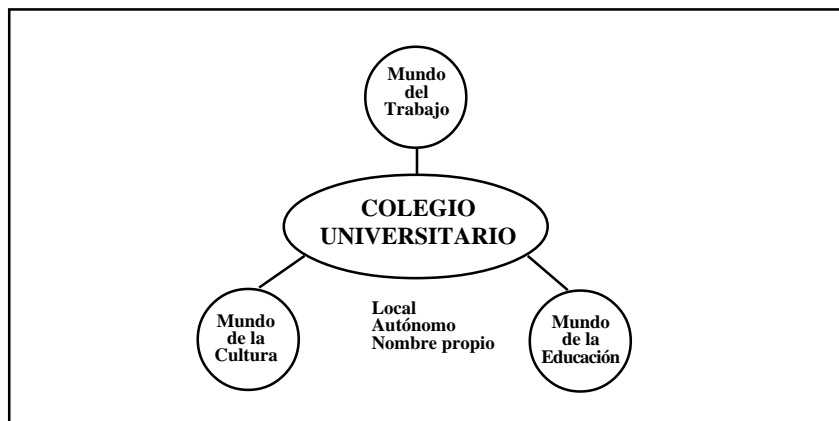 Mundo
del
Trabajo
COLEGIO
UNIVERSITARIO
Mundo
de la
Cultura
Local
Autónomo
Nombre propio
Mundo
de la
Educación